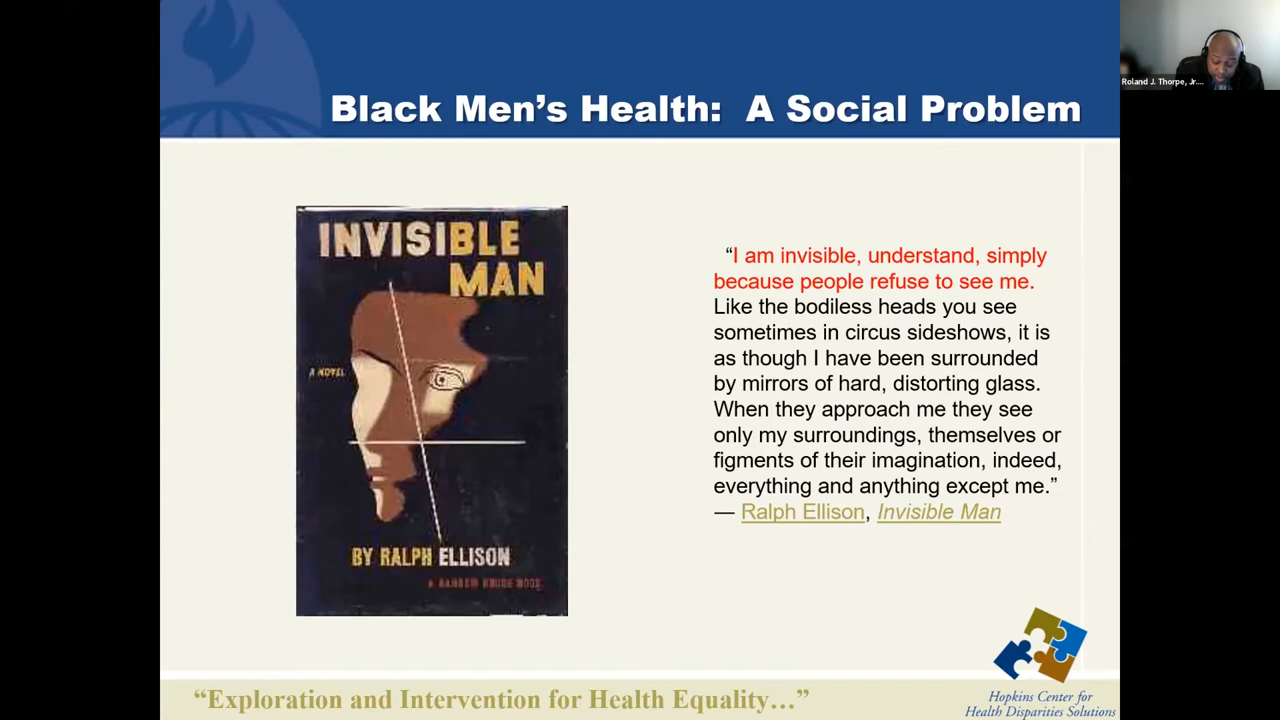 Roland J. Thorpe, Jr....
Black Men's Health:  A Social Problem
INVISIBLE
MAN
A NOVEL
BY RALPH ELLISON
A RANDOM HOUSE BOOK
“I am invisible, understand, simply
because people refuse to see me.
Like the bodiless heads you see
sometimes in circus sideshows, it is
as though I have been surrounded
by mirrors of hard, distorting glass.
When they approach me they see
only my surroundings, themselves or
figments of their imagination, indeed,
everything and anything except me.”
— Ralph Ellison, Invisible Man
“Exploration and Intervention for Health Equality…”
Hopkins Center for
Health Disparities Solutions